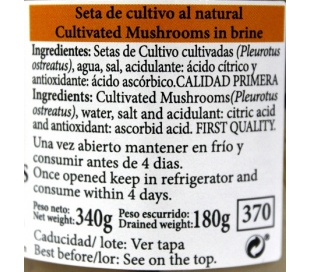 Seta de cultivo al natural
Cultivated Mushrooms in brine
Ingredientes: Setas de Cultivo cultivadas (Pleurotus
ostreatus), agua, sal, acidulante: ácido cítrico y
antioxidante: ácido ascórbico.CALIDAD PRIMERA
Ingredients: Cultivated Mushrooms(Pleurotus
ostreatus), water, salt and acidulant: citric acid
and antioxidant: ascorbid acid. FIRST QUALITY.
Una vez abierto mantener en frío y
consumir antes de 4 dias.
Once opened keep in refrigerator and
consume within 4 days.
Peso neto: 340g Peso escurrido: 180g 370
Net weight: Drained weight:
Caducidad/ lote: Ver tapa
Best before/lor: See on the top.